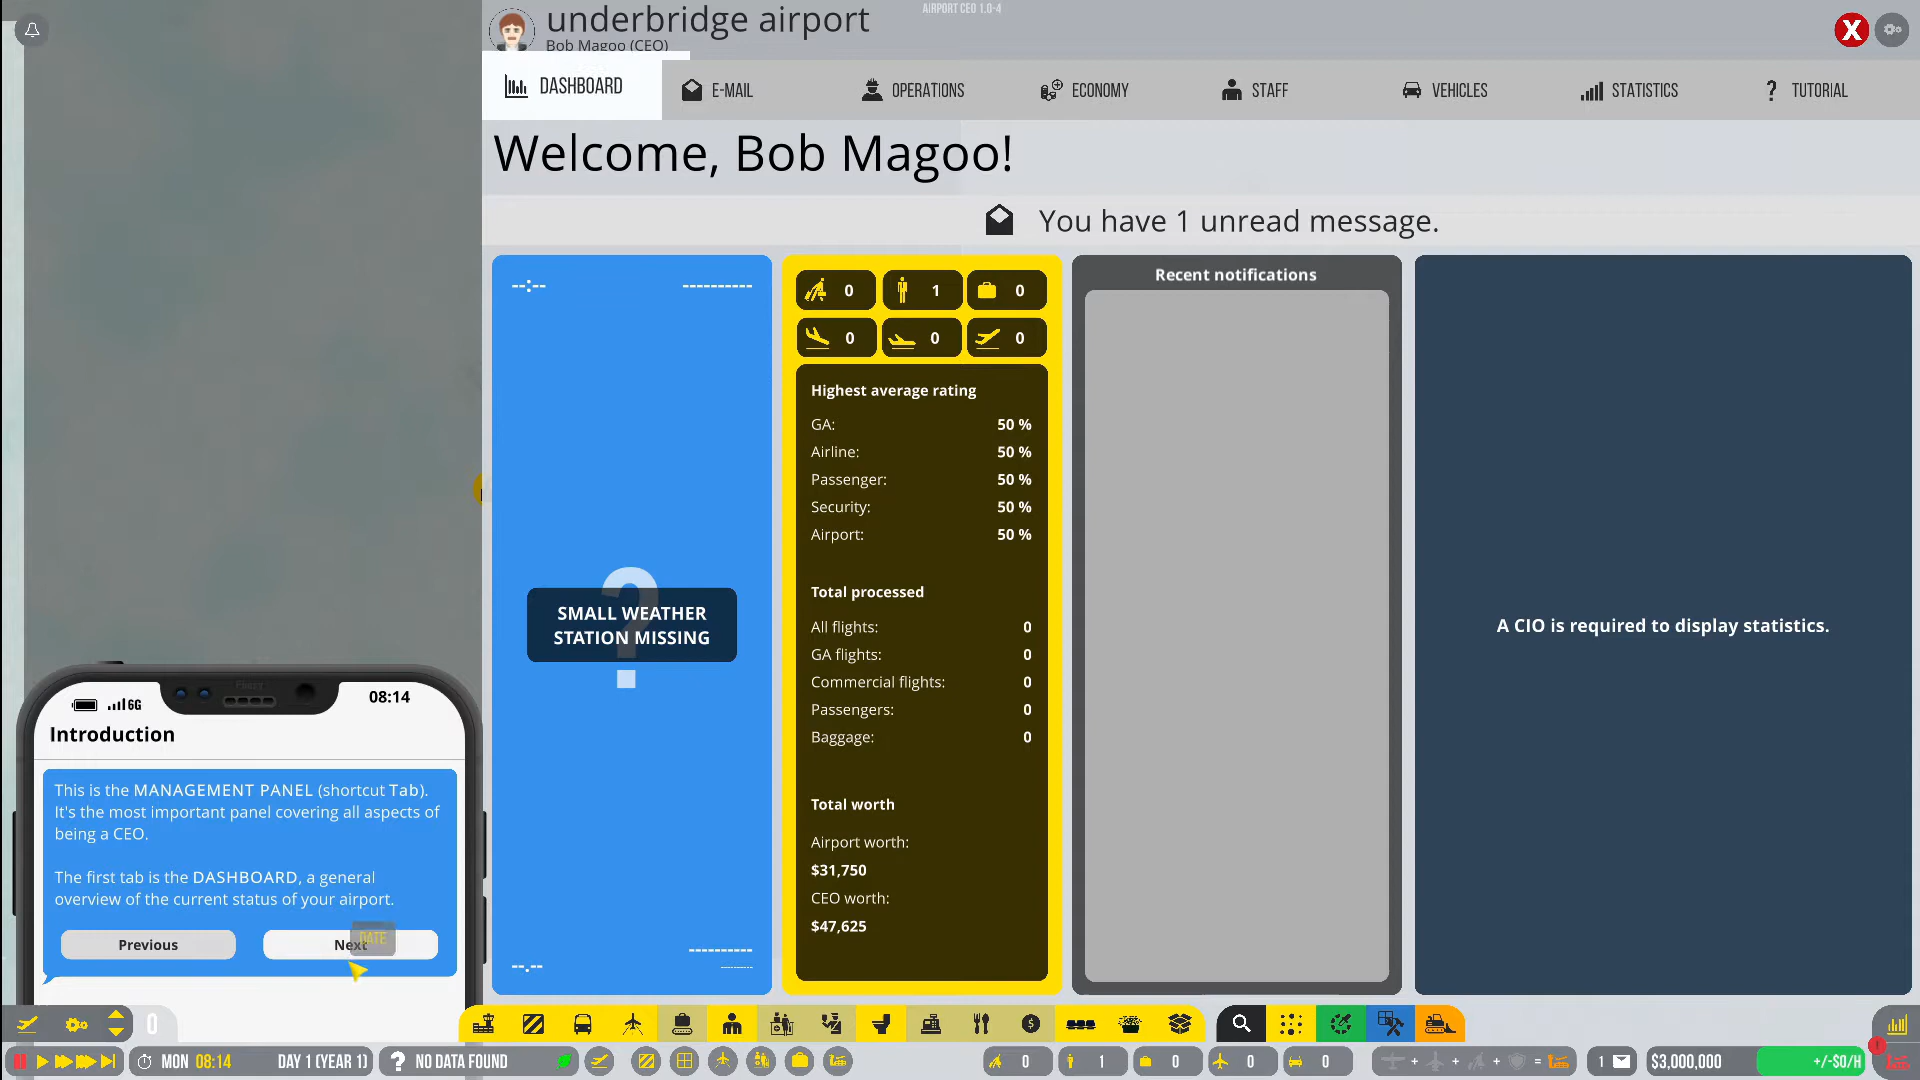 AIRPORT CEO 1.0-4
underbridge airport
Bob Magoo (CEO)
X
DASHBOARD
E-MAIL
OPERATIONS
ECONOMY
STAFF
VEHICLES
STATISTICS
? TUTORIAL
Welcome, Bob Magoo!
You have 1 unread message.
--:-- ----------
?
SMALL WEATHER
STATION MISSING
----------
--.-- ----------
0 1 0
0 0 0
Highest average rating
GA: 50 %
Airline: 50 %
Passenger: 50 %
Security: 50 %
Airport: 50 %
Total processed
All flights: 0
GA flights: 0
Commercial flights: 0
Passengers: 0
Baggage: 0
Total worth
Airport worth:
$31,750
CEO worth:
$47,625
Recent notifications
A CIO is required to display statistics.
6G
08:14
Introduction
This is the MANAGEMENT PANEL (shortcut Tab).
It's the most important panel covering all aspects of
being a CEO.
The first tab is the DASHBOARD, a general
overview of the current status of your airport.
Previous
Next
DATE
0
MON 08:14 DAY 1 (YEAR 1)
? NO DATA FOUND
0 1 0 0 0
+ + + =
1
$3,000,000
+/-$0/H
!